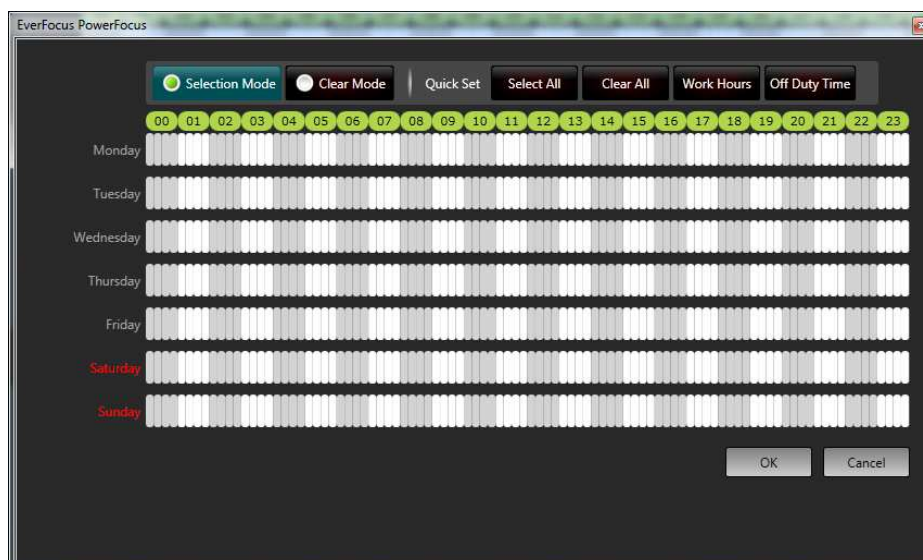 EverFocus PowerFocus
Selection Mode Clear Mode Quick Set Select All Clear All Work Hours Off Duty Time
00 01 02 03 04 05 06 07 08 09 10 11 12 13 14 15 16 17 18 19 20 21 22 23
Monday
Tuesday
Wednesday
Thursday
Friday
Saturday
Sunday
OK Cancel